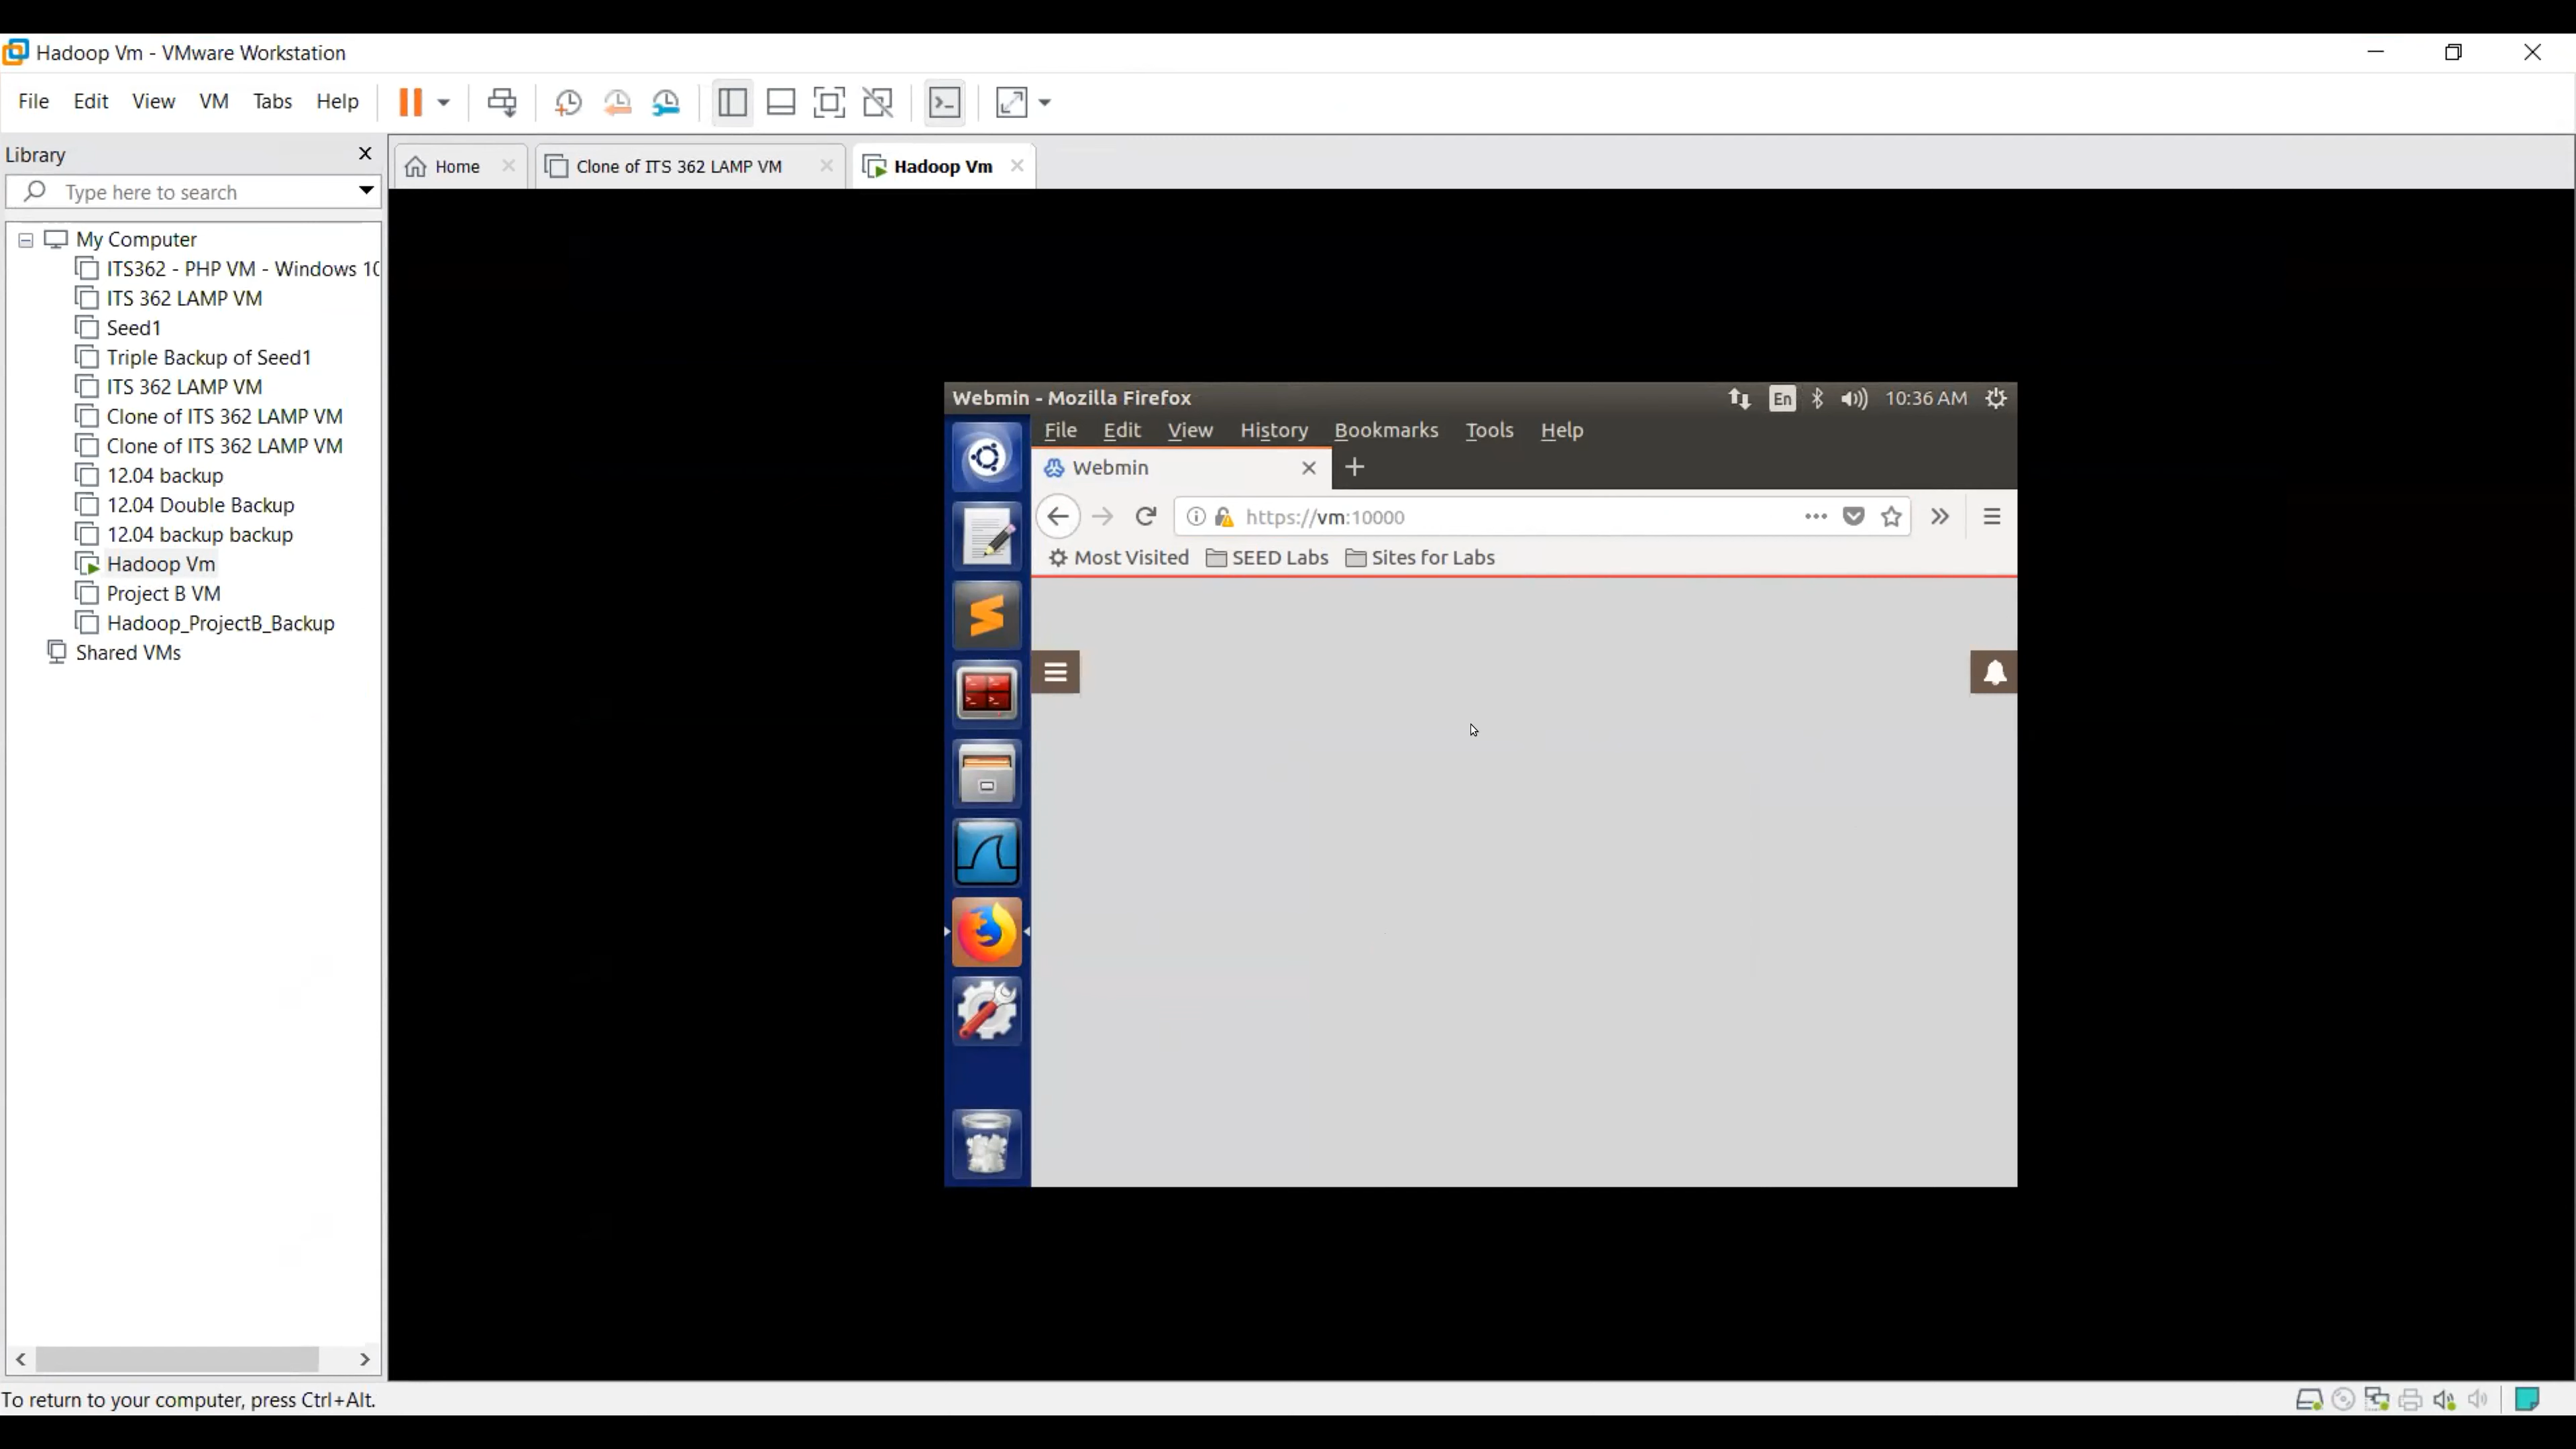 Hadoop Vm - VMware Workstation
File Edit View VM Tabs Help
Library
Home
Clone of ITS 362 LAMP VM
Hadoop Vm
Type here to search
My Computer
ITS362 - PHP VM - Windows 10
ITS 362 LAMP VM
Seed1
Triple Backup of Seed1
ITS 362 LAMP VM
Clone of ITS 362 LAMP VM
Clone of ITS 362 LAMP VM
12.04 backup
12.04 Double Backup
12.04 backup backup
Hadoop Vm
Project B VM
Hadoop_ProjectB_Backup
Shared VMs
Webmin - Mozilla Firefox
En
10:36 AM
File Edit View History Bookmarks Tools Help
Webmin
https://vm:10000
Most Visited SEED Labs Sites for Labs
To return to your computer, press Ctrl+Alt.